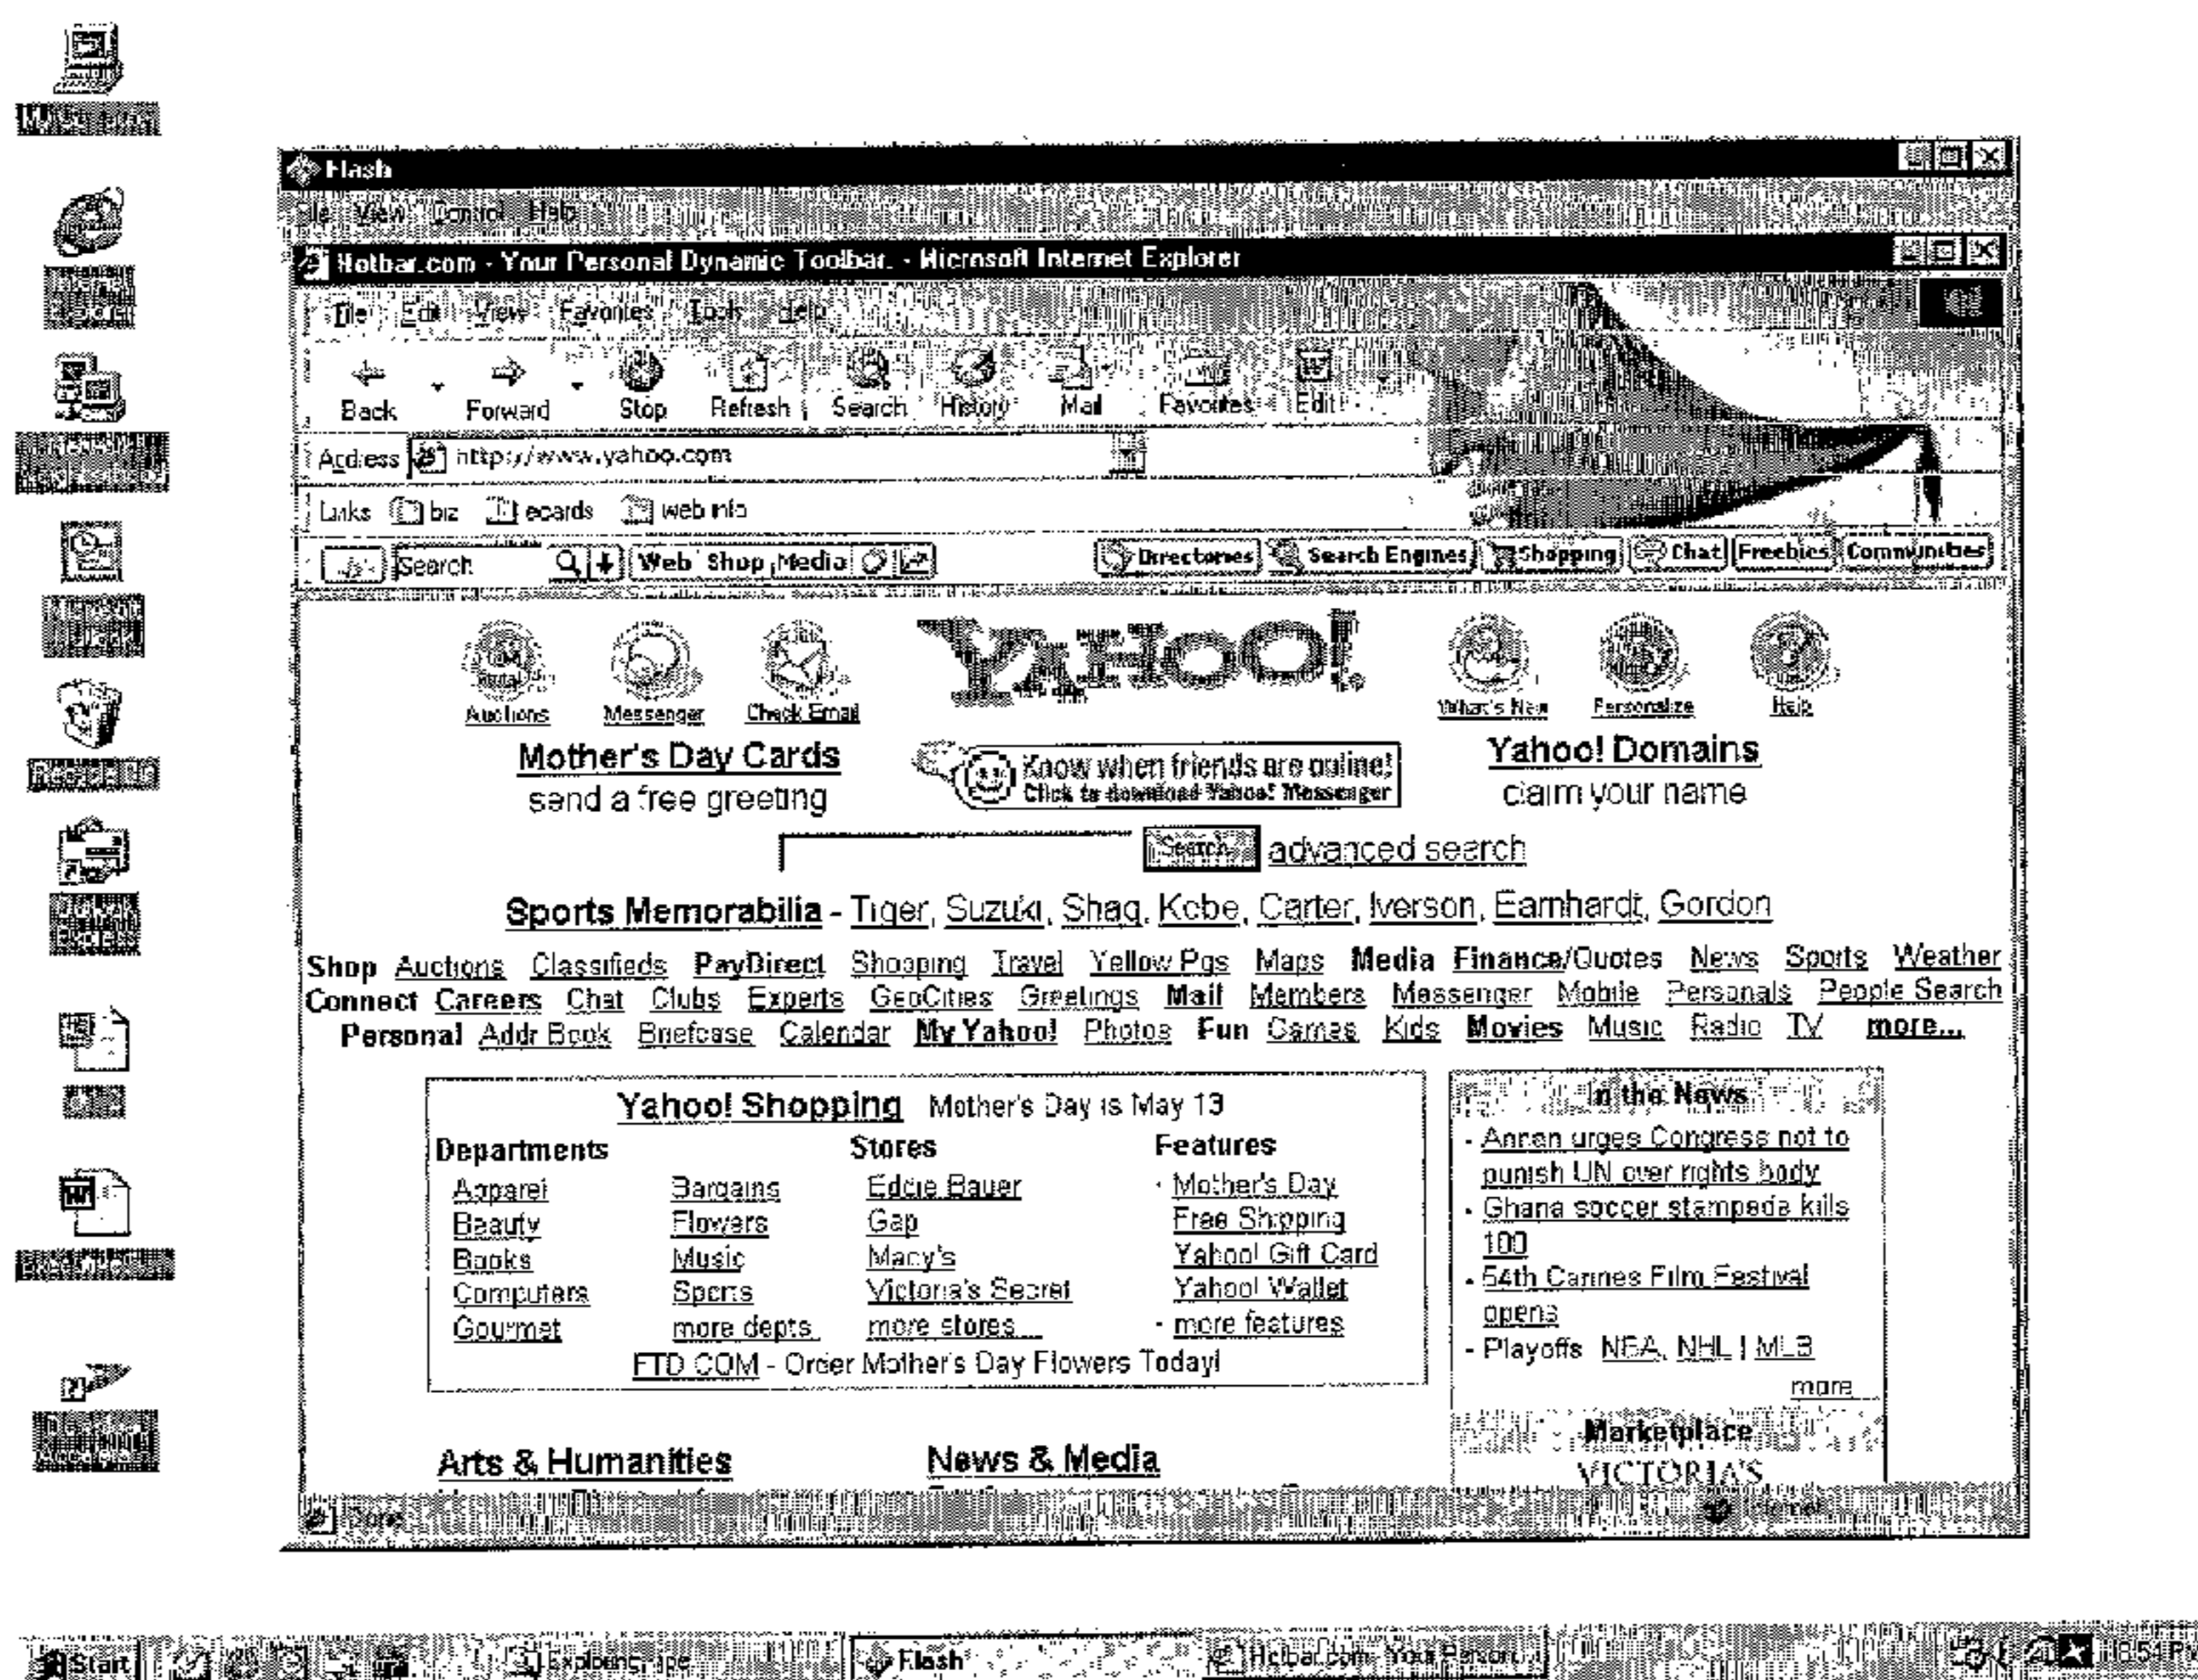 Flash
View Control Help
Hotbar.com - Your Personal Dynamic Toolbar. - Microsoft Internet Explorer
File Edit View Favorites Tools Help
Back Forward Stop Refresh Search History Mail Favorites Edit
Address http://www.yahoo.com
Links biz ecards web info
Search Web Shop Media Directories Search Engines Shopping Chat Freebies Communities
YAHOO!
Auctions Messenger Check Email What's New Personalize Help
Mother's Day Cards
send a free greeting
Know when friends are online!
Click to download Yahoo! Messenger
Yahoo! Domains
claim your name
Search advanced search
Sports Memorabilia - Tiger, Suzuki, Shaq, Kobe, Carter, Iverson, Earnhardt, Gordon
Shop Auctions Classifieds PayDirect Shopping Travel Yellow Pgs Maps Media Finance/Quotes News Sports Weather
Connect Careers Chat Clubs Experts GeoCities Greetings Mail Members Messenger Mobile Personals People Search
Personal Addr Book Briefcase Calendar My Yahoo! Photos Fun Games Kids Movies Music Radio TV more...
Yahoo! Shopping Mother's Day is May 13
Departments Stores Features
Apparel Bargains Eddie Bauer · Mother's Day
Beauty Flowers Gap Free Shipping
Books Music Macy's Yahoo! Gift Card
Computers Sports Victoria's Secret Yahoo! Wallet
Gourmet more depts. more stores... · more features
FTD.COM - Order Mother's Day Flowers Today!
In the News
· Annan urges Congress not to
punish UN over rights body
· Ghana soccer stampede kills
100
· 54th Cannes Film Festival
opens
- Playoffs NBA, NHL | MLB
more...
Marketplace
VICTORIA'S
Arts & Humanities News & Media
Done Internet
Start Flash Hotbar.com - Your Person... 8:54 PM